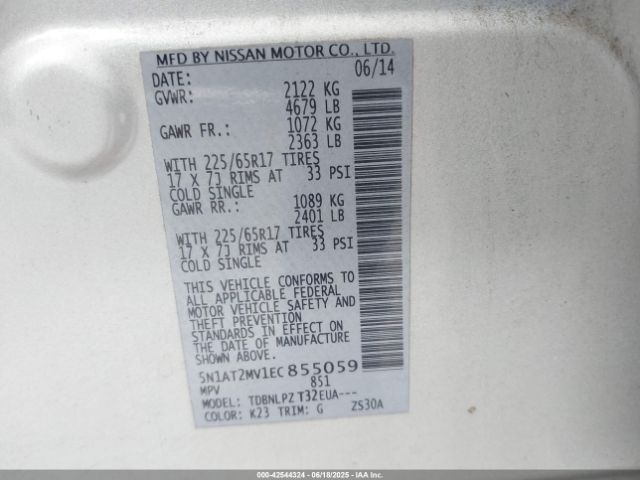 MFD BY NISSAN MOTOR CO., LTD.
DATE: 06/14
GVWR: 2122 KG
4679 LB
GAWR FR.: 1072 KG
2363 LB
WITH 225/65R17 TIRES
17 X 7J RIMS AT 33 PSI
COLD SINGLE
GAWR RR.: 1089 KG
2401 LB
WITH 225/65R17 TIRES
17 X 7J RIMS AT 33 PSI
COLD SINGLE
THIS VEHICLE CONFORMS TO
ALL APPLICABLE FEDERAL
MOTOR VEHICLE SAFETY AND
THEFT PREVENTION
STANDARDS IN EFFECT ON
THE DATE OF MANUFACTURE
5N1AT2MV1EC855059
MPV 851
MODEL: TDBNLPZ T32EUA---
COLOR: K23 TRIM: G ZS30A
000-42544324 - 06/18/2025 - IAAI.COM